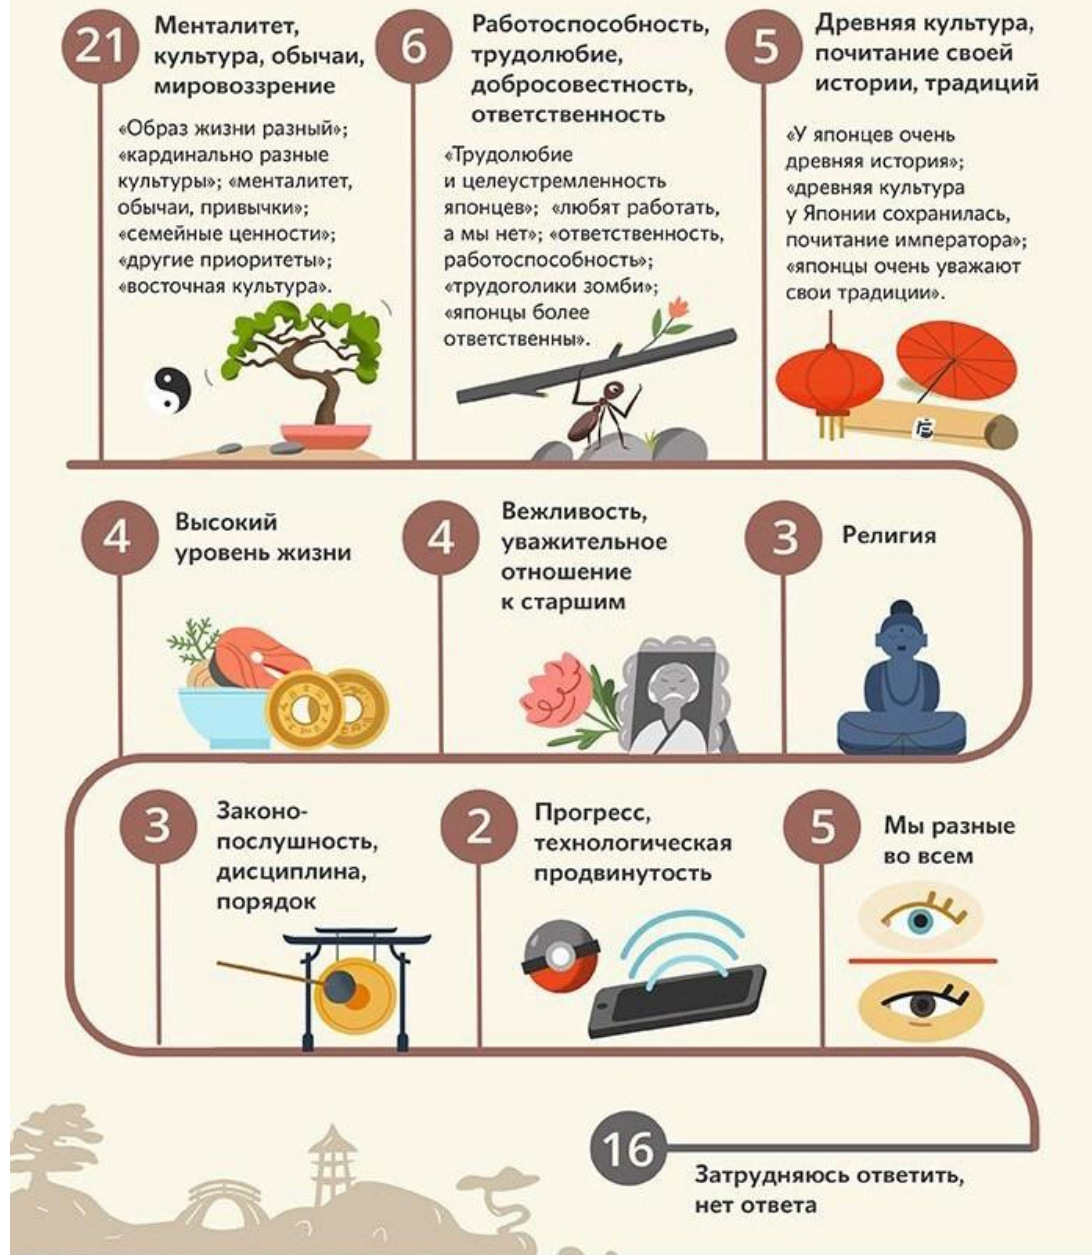 21
Менталитет,
культура, обычаи,
мировоззрение
«Образ жизни разный»;
«кардинально разные
культуры»; «менталитет,
обычаи, привычки»;
«семейные ценности»;
«другие приоритеты»;
«восточная культура».
6
Работоспособность,
трудолюбие,
добросовестность,
ответственность
«Трудолюбие
и целеустремленность
японцев»; «любят работать,
а мы нет»; «ответственность,
работоспособность»;
«трудоголики зомби»;
«японцы более
ответственны».
5
Древняя культура,
почитание своей
истории, традиций
«У японцев очень
древняя история»;
«древняя культура
у Японии сохранилась,
почитание императора»;
«японцы очень уважают
свои традиции».
4
Высокий
уровень жизни
4
Вежливость,
уважительное
отношение
к старшим
3
Религия
3
Законо-
послушность,
дисциплина,
порядок
2
Прогресс,
технологическая
продвинутость
5
Мы разные
во всем
16
Затрудняюсь ответить,
нет ответа